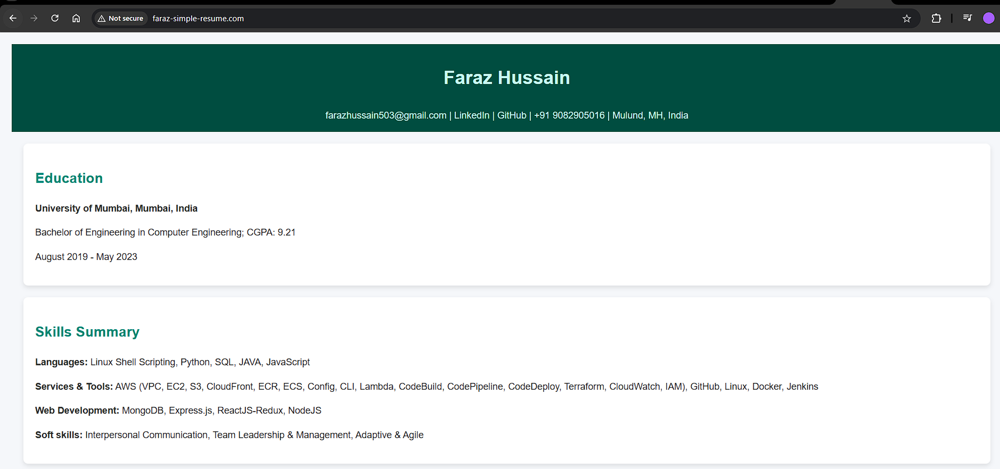 Not secure faraz-simple-resume.com
Faraz Hussain
farazhussain503@gmail.com | LinkedIn | GitHub | +91 9082905016 | Mulund, MH, India
Education
University of Mumbai, Mumbai, India
Bachelor of Engineering in Computer Engineering; CGPA: 9.21
August 2019 - May 2023
Skills Summary
Languages: Linux Shell Scripting, Python, SQL, JAVA, JavaScript
Services & Tools: AWS (VPC, EC2, S3, CloudFront, ECR, ECS, Config, CLI, Lambda, CodeBuild, CodePipeline, CodeDeploy, Terraform, CloudWatch, IAM), GitHub, Linux, Docker, Jenkins
Web Development: MongoDB, Express.js, ReactJS-Redux, NodeJS
Soft skills: Interpersonal Communication, Team Leadership & Management, Adaptive & Agile